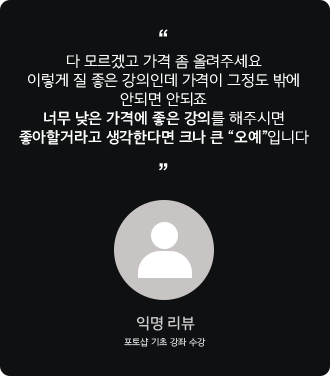 “
다 모르겠고 가격 좀 올려주세요
이렇게 질 좋은 강의인데 가격이 그정도 밖에
안되면 안되죠
너무 낮은 가격에 좋은 강의를 해주시면
좋아할거라고 생각한다면 크나 큰 “오예”입니다
”
익명 리뷰
포토샵 기초 강좌 수강